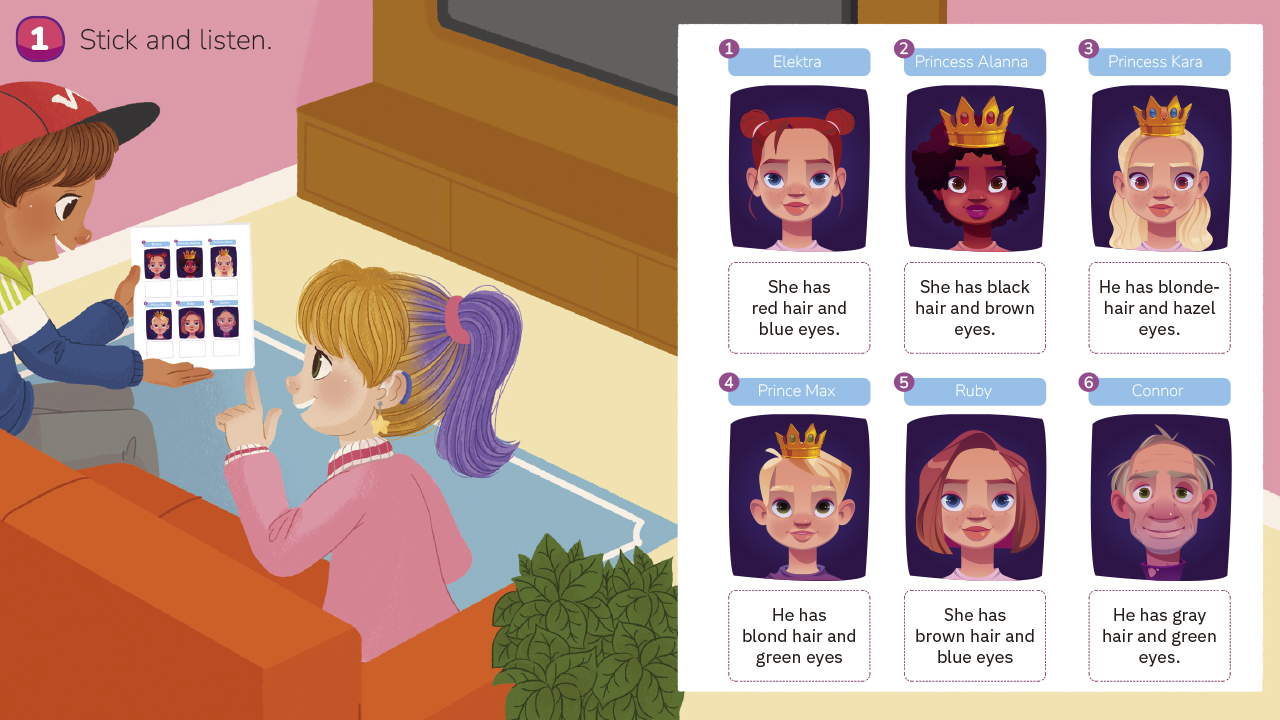 1 Stick and listen.
1 Elektra
2 Princess Alanna
3 Princess Kara
She has
red hair and
blue eyes.
She has black
hair and brown
eyes.
He has blonde-
hair and hazel
eyes.
4 Prince Max
5 Ruby
6 Connor
He has
blond hair and
green eyes
She has
brown hair and
blue eyes
He has gray
hair and green
eyes.